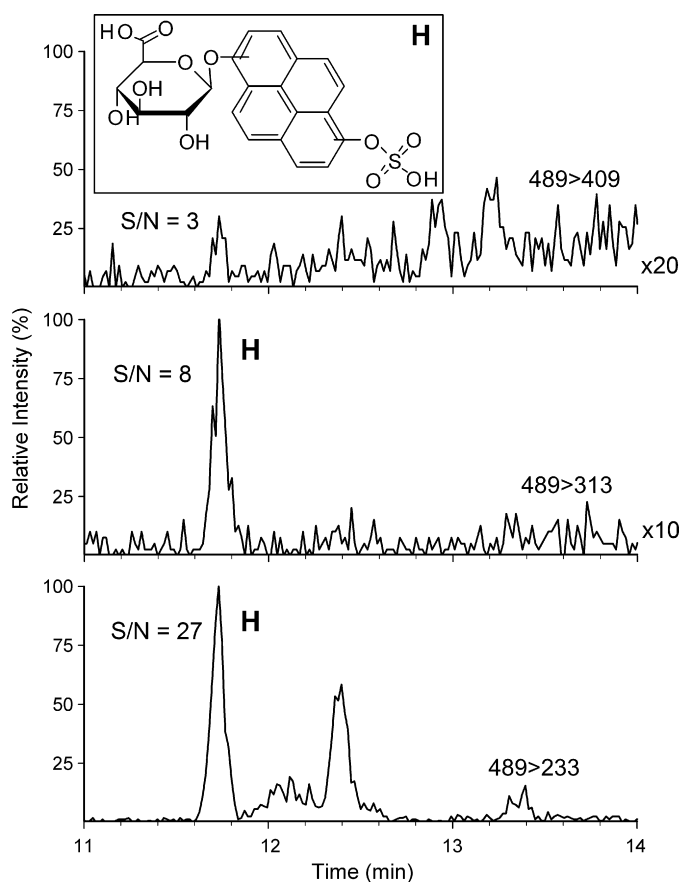 H
HO O
O O
OH
OH
OH
O O
S
O OH
100
75
50
25
S/N = 3
489>409
x20
100
75
50
25
S/N = 8
H
489>313
x10
Relative Intensity (%)
100
75
50
25
S/N = 27
H
489>233
11 12 13 14
Time (min)